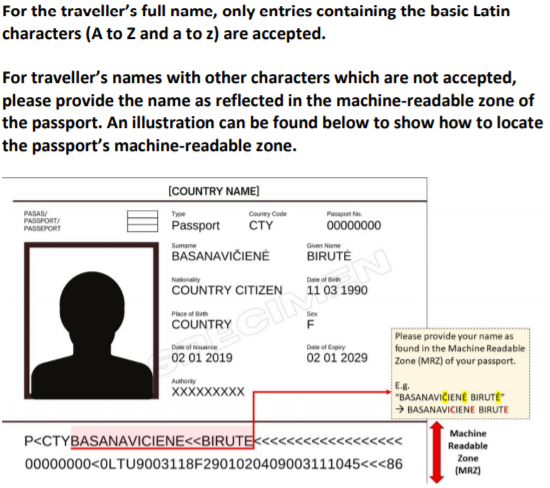 For the traveller's full name, only entries containing the basic Latin
characters (A to Z and a to z) are accepted.
For traveller's names with other characters which are not accepted,
please provide the name as reflected in the machine-readable zone of
the passport. An illustration can be found below to show how to locate
the passport's machine-readable zone.
[COUNTRY NAME]
PASAS/
PASSPORT/
PASSEPORT
Type
Country Code
Passport No.
Passport
CTY
00000000
Surname
Given Name
BASANAVIČIENĖ
BIRUTĖ
Nationality
Date of Birth
COUNTRY CITIZEN
11 03 1990
Place of Birth
Sex
COUNTRY
F
Date of Issuance
Date of Expiry
02 01 2019
02 01 2029
Authority
XXXXXXXXX
SPECIMEN
Please provide your name as
found in the Machine Readable
Zone (MRZ) of your passport.
E.g.
"BASANAVIČIENĖ BIRUTĖ"
→ BASANAVICIENE BIRUTE
P<CTYBASANAVICIENE<<BIRUTE<<<<<<<<<<<<<<<<<<
00000000<0LTU9003118F2901020409003111045<<<86
Machine
Readable
Zone
(MRZ)